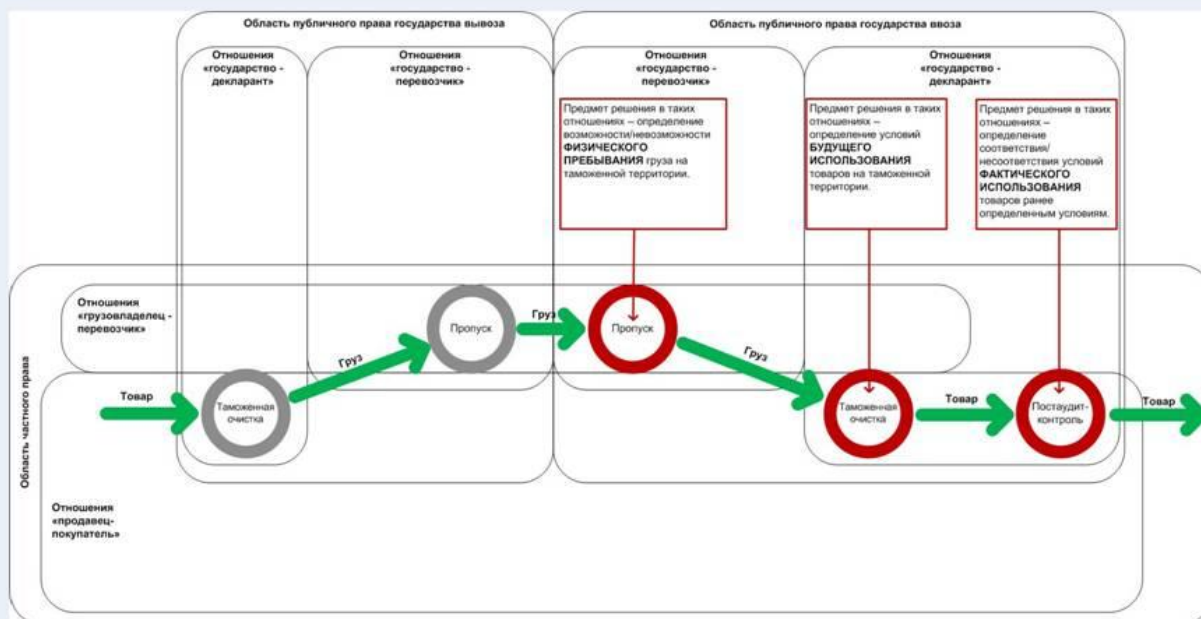 Область публичного права государства вывоза
Область публичного права государства ввоза
Отношения
«государство -
декларант»
Отношения
«государство -
перевозчик»
Отношения
«государство -
перевозчик»
Отношения
«государство -
декларант»
Предмет решения в таких
отношениях – определение
возможности/невозможности
ФИЗИЧЕСКОГО
ПРЕБЫВАНИЯ груза на
таможенной территории.
Предмет решения в таких
отношениях –
определение условий
БУДУЩЕГО
ИСПОЛЬЗОВАНИЯ
товаров на таможенной
территории.
Предмет решения в таких
отношениях –
определение
соответствия/
несоответствия условий
ФАКТИЧЕСКОГО
ИСПОЛЬЗОВАНИЯ
товаров ранее
определенным условиям.
Область частного права
Отношения
«грузовладелец -
перевозчик»
Пропуск
Груз
Пропуск
Груз
Груз
Товар
Таможенная
очистка
Таможенная
очистка
Товар
Постаудит-
контроль
Товар
Отношения
«продавец-
покупатель»